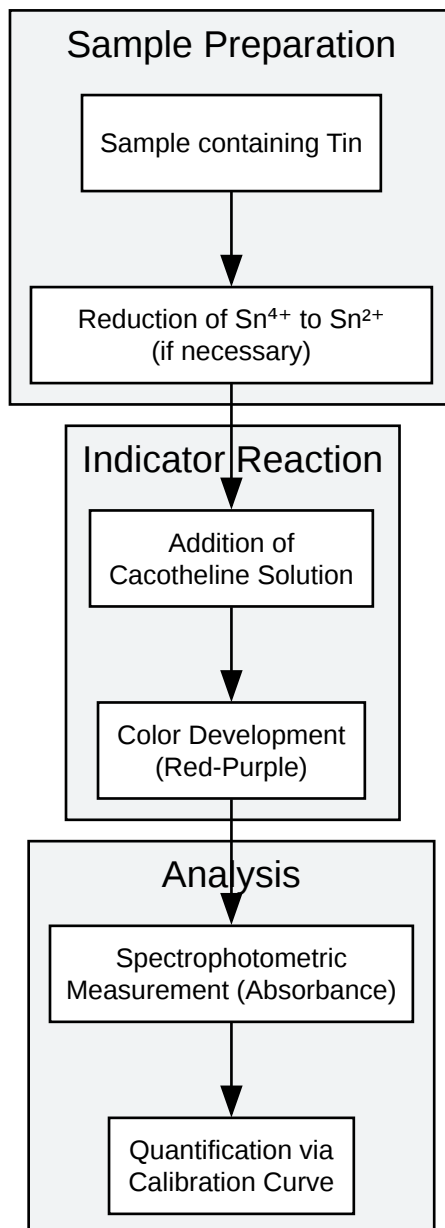 Sample Preparation
Sample containing Tin
Reduction of Sn⁴⁺ to Sn²⁺
(if necessary)
Indicator Reaction
Addition of
Cacotheline Solution
Color Development
(Red-Purple)
Analysis
Spectrophotometric
Measurement (Absorbance)
Quantification via
Calibration Curve